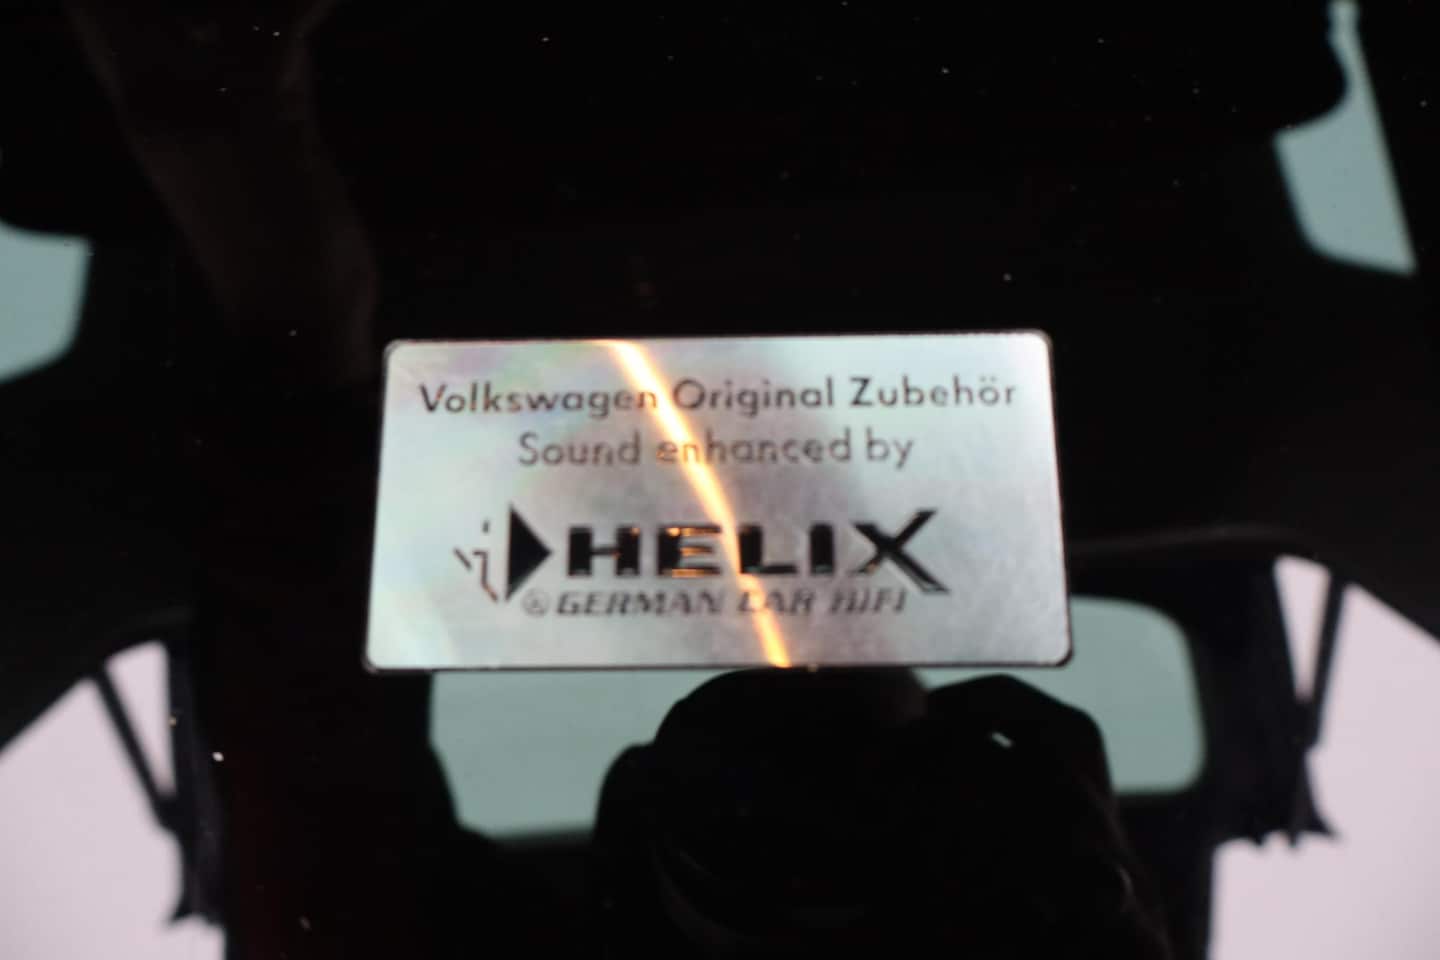 Volkswagen Original Zubehör
Sound enhanced by
HELIX
GERMAN CAR HIFI